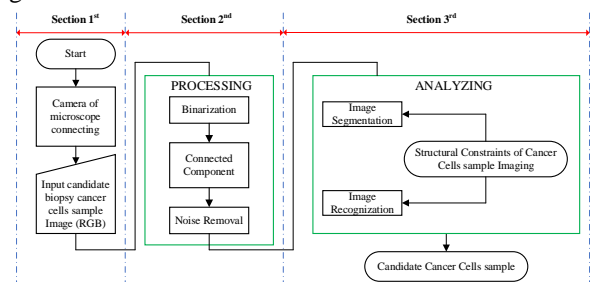 Section 1st
Section 2nd
Section 3rd
Start
Camera of
microscope
connecting
Input candidate
biopsy cancer
cells sample
Image (RGB)
PROCESSING
Binarization
Connected
Component
Noise Removal
ANALYZING
Image
Segmentation
Structural Constraints of Cancer
Cells sample Imaging
Image
Recognization
Candidate Cancer Cells sample